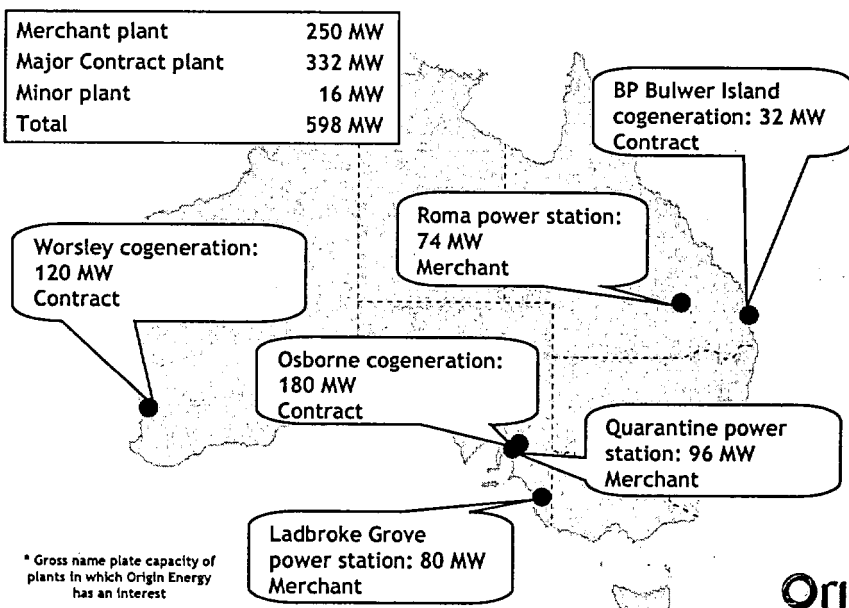 Merchant plant 250 MW
Major Contract plant 332 MW
Minor plant 16 MW
Total 598 MW
BP Bulwer Island
cogeneration: 32 MW
Contract
Roma power station:
74 MW
Merchant
Worsley cogeneration:
120 MW
Contract
Osborne cogeneration:
180 MW
Contract
Quarantine power
station: 96 MW
Merchant
Ladbroke Grove
power station: 80 MW
Merchant
* Gross name plate capacity of
plants in which Origin Energy
has an interest